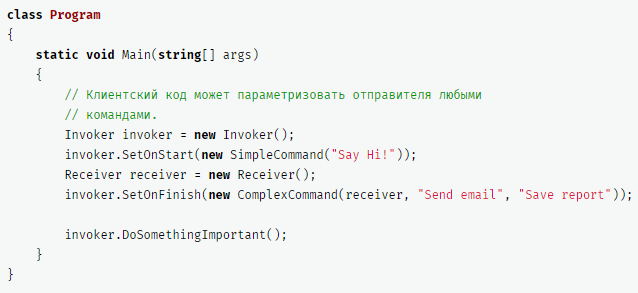 class Program
{
    static void Main(string[] args)
    {
        // Клиентский код может параметризовать отправителя любыми
        // командами.
        Invoker invoker = new Invoker();
        invoker.SetOnStart(new SimpleCommand("Say Hi!"));
        Receiver receiver = new Receiver();
        invoker.SetOnFinish(new ComplexCommand(receiver, "Send email", "Save report"));

        invoker.DoSomethingImportant();
    }
}